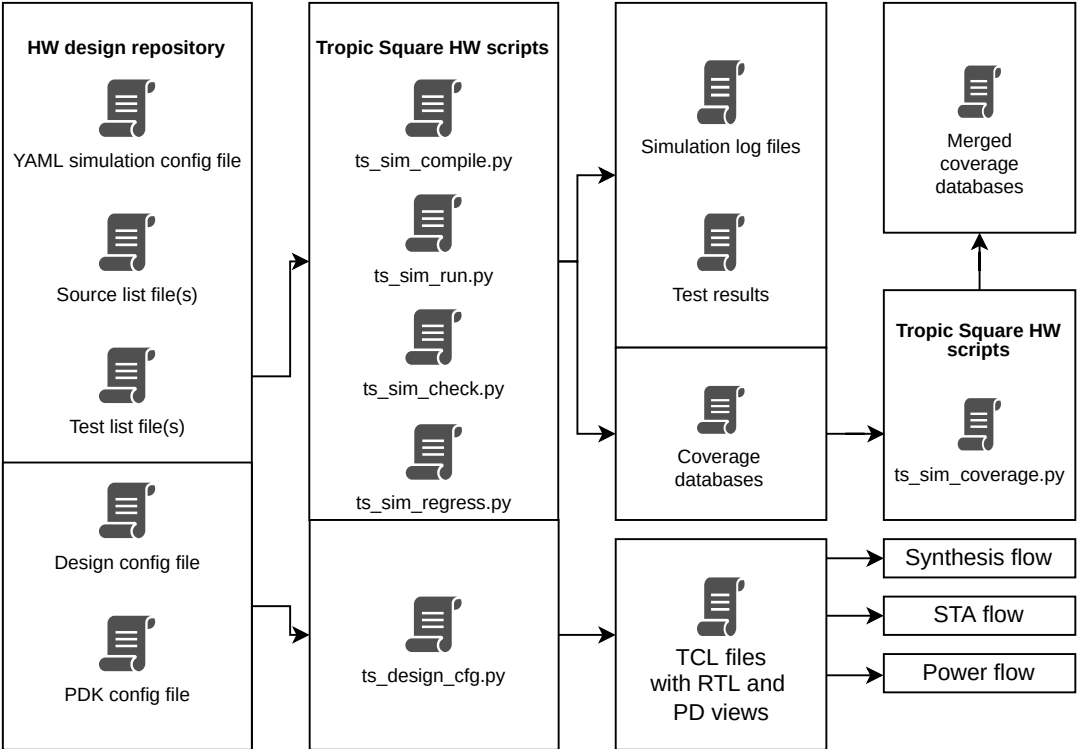 HW design repository
YAML simulation config file
Source list file(s)
Test list file(s)
Design config file
PDK config file
Tropic Square HW scripts
ts_sim_compile.py
ts_sim_run.py
ts_sim_check.py
ts_sim_regress.py
ts_design_cfg.py
Simulation log files
Test results
Coverage
databases
TCL files
with RTL and
PD views
Merged
coverage
databases
Tropic Square HW
scripts
ts_sim_coverage.py
Synthesis flow
STA flow
Power flow